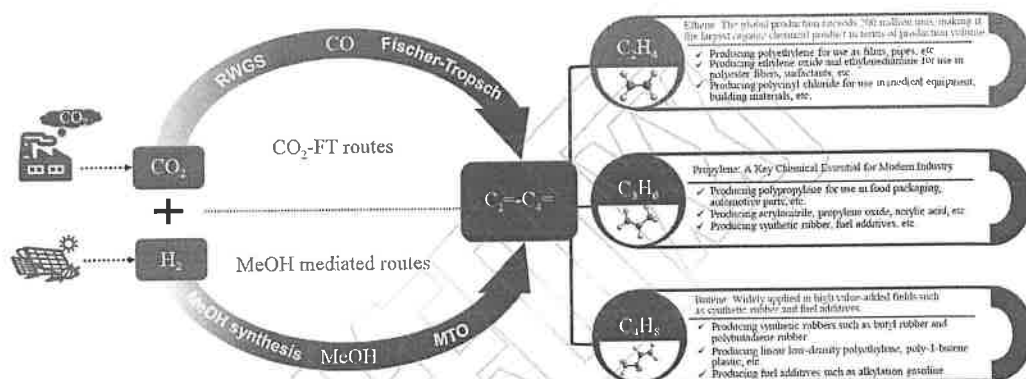 CO₂
CO₂
+
H₂
RWGS
CO
Fischer-Tropsch
CO₂-FT routes
MeOH mediated routes
MeOH synthesis
MeOH
MTO
C₂⁼-C₄⁼
C₂H₄
Ethene: The global production exceeds 200 million tons, making it
the largest organic chemical product in terms of production volume
✓ Producing polyethylene for use as films, pipes, etc
✓ Producing ethylene oxide and ethylenediamine for use in
polyester fibers, surfactants, etc
✓ Producing polyvinyl chloride for use in medical equipment,
building materials, etc.
C₃H₆
Propylene: A Key Chemical Essential for Modern Industry
✓ Producing polypropylene for use in food packaging,
automotive parts, etc.
✓ Producing acrylonitrile, propylene oxide, acrylic acid, etc
✓ Producing synthetic rubber, fuel additives, etc
C₄H₈
Butene: Widely applied in high value-added fields such
as synthetic rubber and fuel additives
✓ Producing synthetic rubbers such as butyl rubber and
polybutadiene rubber
✓ Producing linear low-density polyethylene, poly-1-butene
plastic, etc
✓ Producing fuel additives such as alkylation gasoline